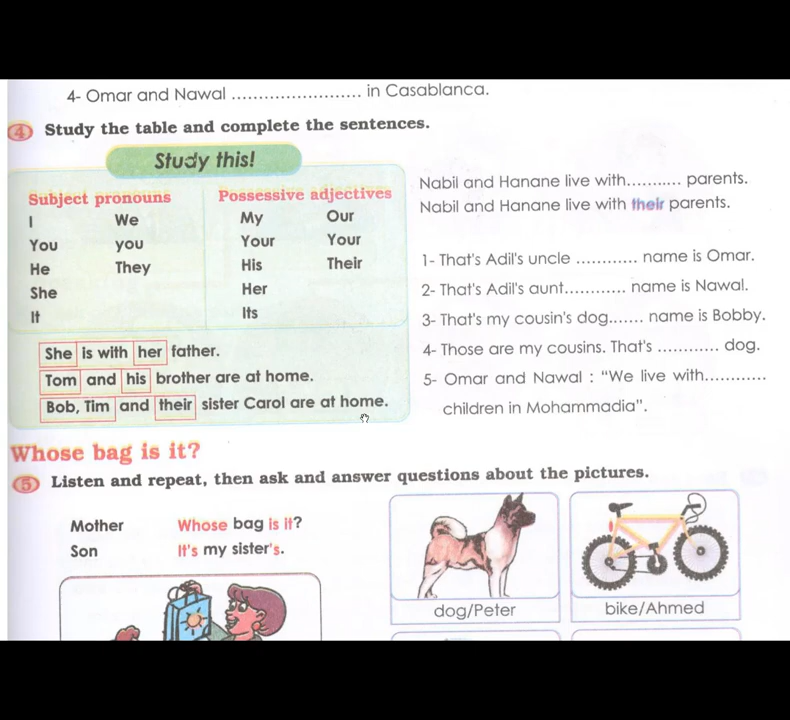 4- Omar and Nawal ........................ in Casablanca.
4 Study the table and complete the sentences.
Study this!
Subject pronouns Possessive adjectives
I We My Our
You you Your Your
He They His Their
She Her
It Its
She is with her father.
Tom and his brother are at home.
Bob, Tim and their sister Carol are at home.
Nabil and Hanane live with........... parents.
Nabil and Hanane live with their parents.
1- That's Adil's uncle ............ name is Omar.
2- That's Adil's aunt............ name is Nawal.
3- That's my cousin's dog....... name is Bobby.
4- Those are my cousins. That's ............ dog.
5- Omar and Nawal : "We live with............
children in Mohammadia".
Whose bag is it?
5 Listen and repeat, then ask and answer questions about the pictures.
Mother Whose bag is it?
Son It's my sister's.
dog/Peter
bike/Ahmed